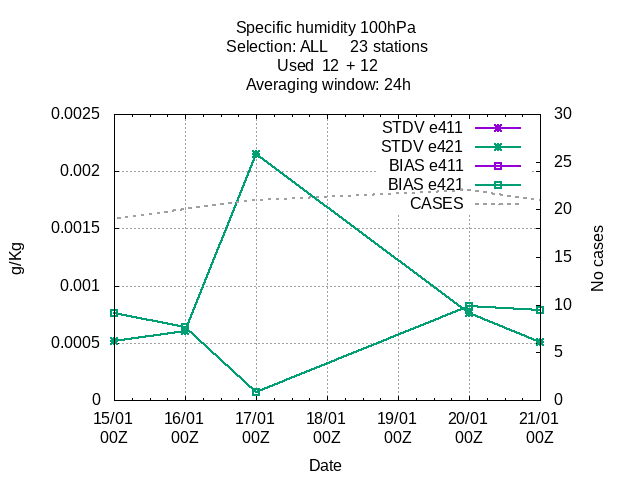 Specific humidity 100hPa
Selection: ALL 23 stations
Used 12 + 12
Averaging window: 24h
0.0025
0.002
0.0015
0.001
0.0005
0
g/Kg
30
25
20
15
10
5
0
No cases
STDV e411
STDV e421
BIAS e411
BIAS e421
CASES
15/01 16/01 17/01 18/01 19/01 20/01 21/01
00Z 00Z 00Z 00Z 00Z 00Z 00Z
Date